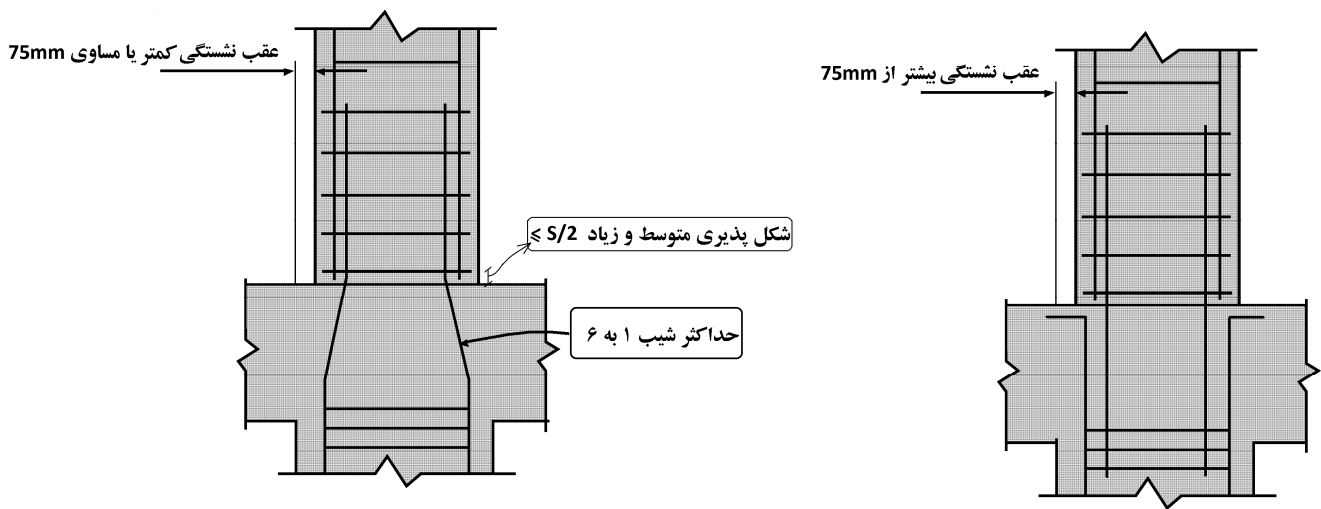 عقب نشستگی کمتر یا مساوی 75mm
عقب نشستگی بیشتر از 75mm
شکل پذیری متوسط و زیاد S/2 ⩾
حداکثر شیب ۱ به ۶